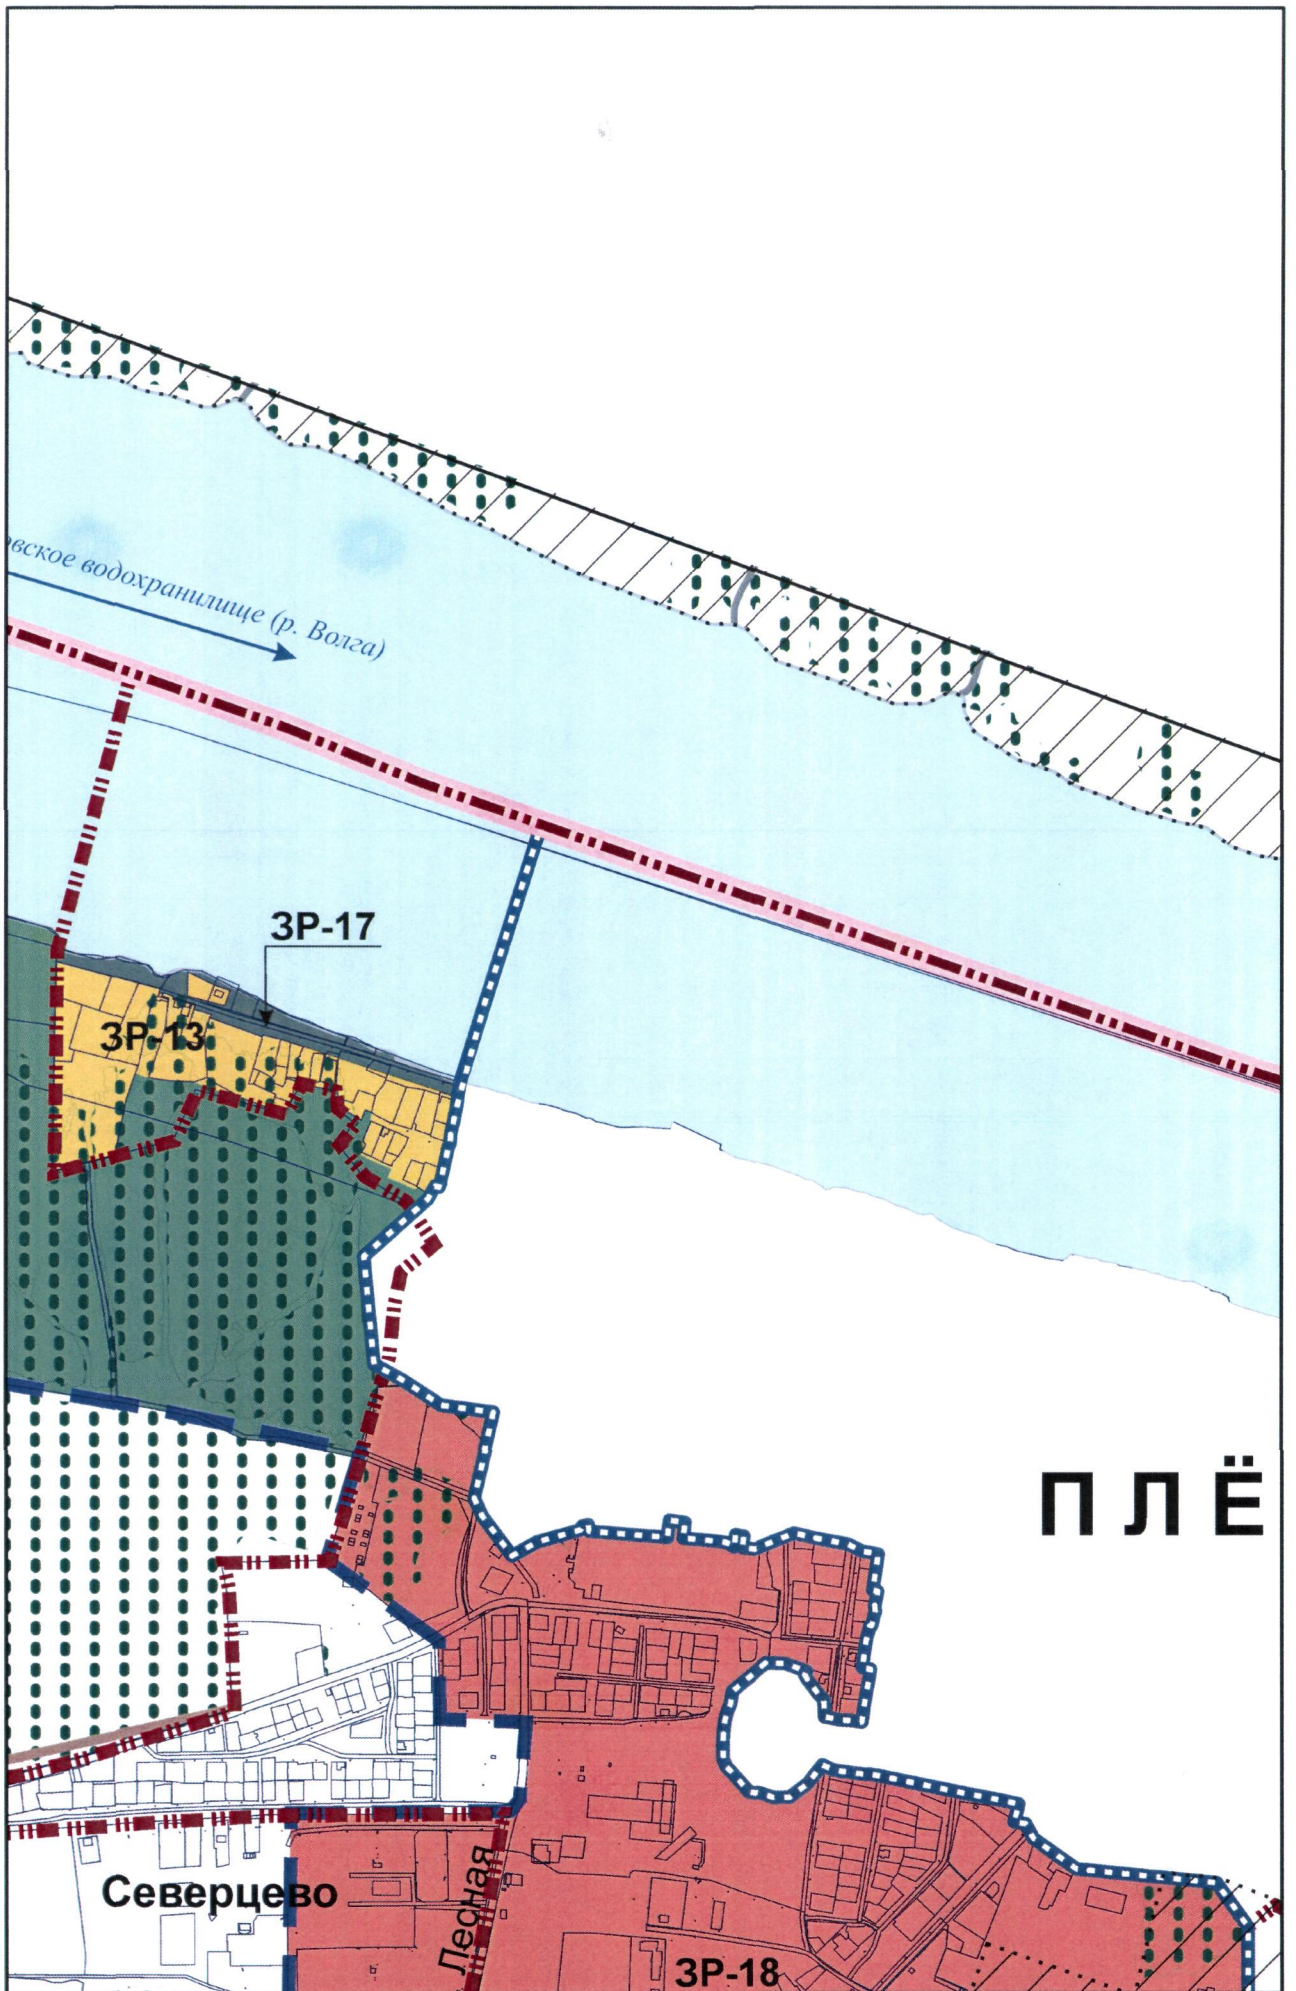 вское водохранилище (р. Волга)
ЗР-17
ЗР-13
ПЛЁ
Северцево
Лесная
ЗР-18